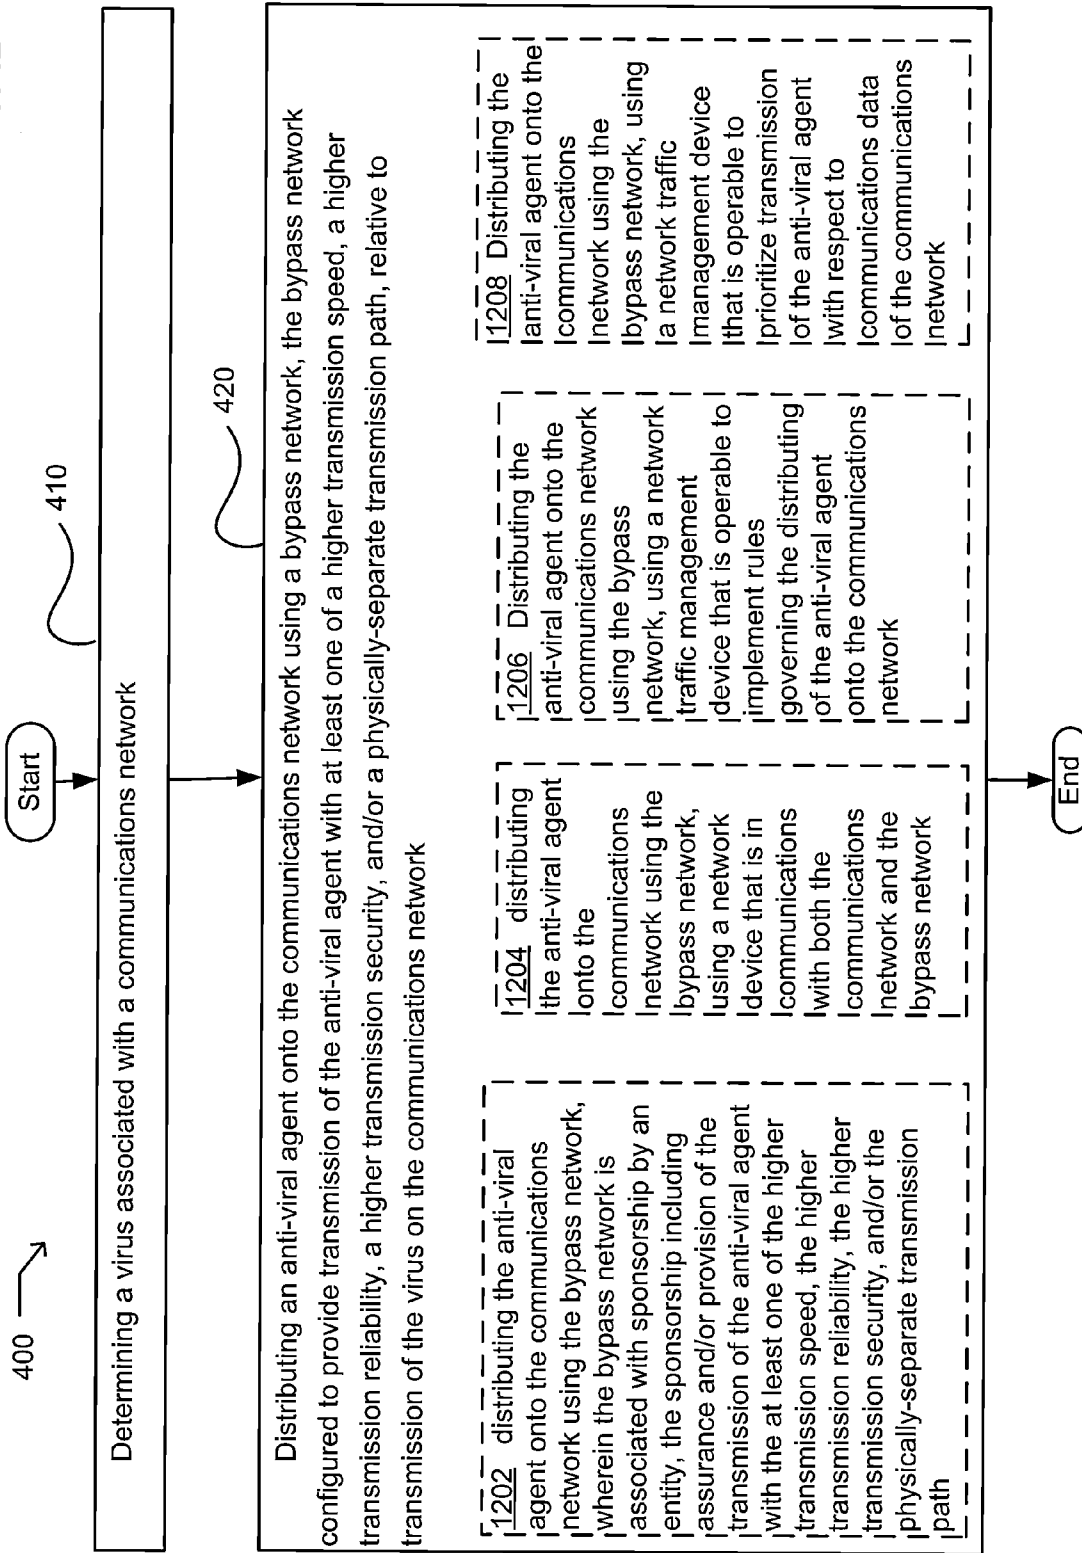 400
Start
410
Determining a virus associated with a communications network
420
Distributing an anti-viral agent onto the communications network using a bypass network, the bypass network
configured to provide transmission of the anti-viral agent with at least one of a higher transmission speed, a higher
transmission reliability, a higher transmission security, and/or a physically-separate transmission path, relative to
transmission of the virus on the communications network
1202 distributing the anti-viral
agent onto the communications
network using the bypass network,
wherein the bypass network is
associated with sponsorship by an
entity, the sponsorship including
assurance and/or provision of the
transmission of the anti-viral agent
with the at least one of the higher
transmission speed, the higher
transmission reliability, the higher
transmission security, and/or the
physically-separate transmission
path
1204 distributing
the anti-viral agent
onto the
communications
network using the
bypass network,
using a network
device that is in
communications
with both the
communications
network and the
bypass network
1206 Distributing the
anti-viral agent onto the
communications network
using the bypass
network, using a network
traffic management
device that is operable to
implement rules
governing the distributing
of the anti-viral agent
onto the communications
network
1208 Distributing the
anti-viral agent onto the
communications
network using the
bypass network, using
a network traffic
management device
that is operable to
prioritize transmission
of the anti-viral agent
with respect to
communications data
of the communications
network
End